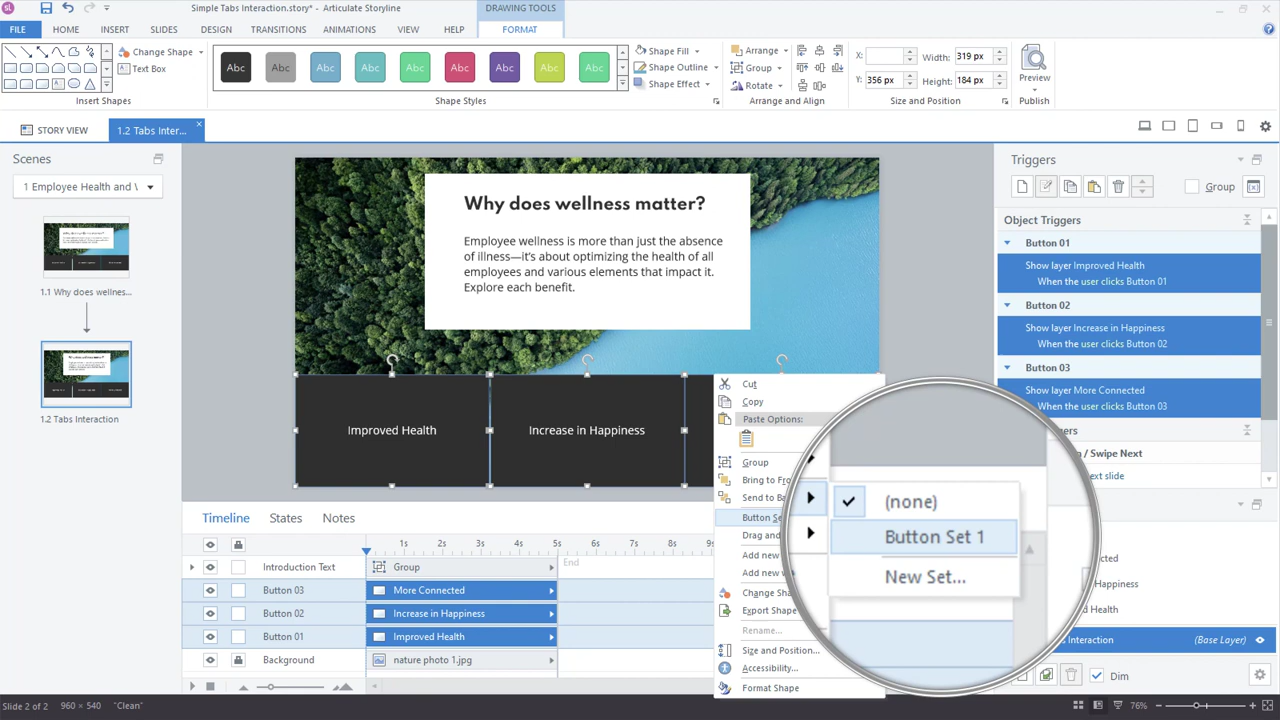 Simple Tabs Interaction.story* - Articulate Storyline
DRAWING TOOLS
FILE
HOME
INSERT
SLIDES
DESIGN
TRANSITIONS
ANIMATIONS
VIEW
HELP
FORMAT
Change Shape
Text Box
Insert Shapes
Abc Abc Abc Abc Abc Abc Abc Abc Abc
Shape Styles
Shape Fill
Shape Outline
Shape Effect
Arrange
Group
Rotate
Arrange and Align
X:
Y: 356 px
Width: 319 px
Height: 184 px
Size and Position
Preview
Publish
STORY VIEW
1.2 Tabs Inter...
Scenes
1 Employee Health and
1.1 Why does wellnes...
1.2 Tabs Interaction
Why does wellness matter?
Employee wellness is more than just the absence
of illness—it's about optimizing the health of all
employees and various elements that impact it.
Explore each benefit.
Improved Health
Increase in Happiness
Cut
Copy
Paste Options:
Group
Bring to Fro
Send to Ba
Button Se
Drag and
Add new
Add new
Change Sha
Export Shape
Rename...
Size and Position...
Accessibility...
Format Shape
(none)
Button Set 1
New Set...
Triggers
Group
Object Triggers
Button 01
Show layer Improved Health
When the user clicks Button 01
Button 02
Show layer Increase in Happiness
When the user clicks Button 02
Button 03
Show layer More Connected
When the user clicks Button 03
/ Swipe Next
next slide
Interaction
(Base Layer)
Dim
Timeline
States
Notes
1s 2s 3s 4s 5s 6s 7s 8s
End
Introduction Text
Group
Button 03
More Connected
Button 02
Increase in Happiness
Button 01
Improved Health
Background
nature photo 1.jpg
Slide 2 of 2
960 × 540
"Clean"
76%